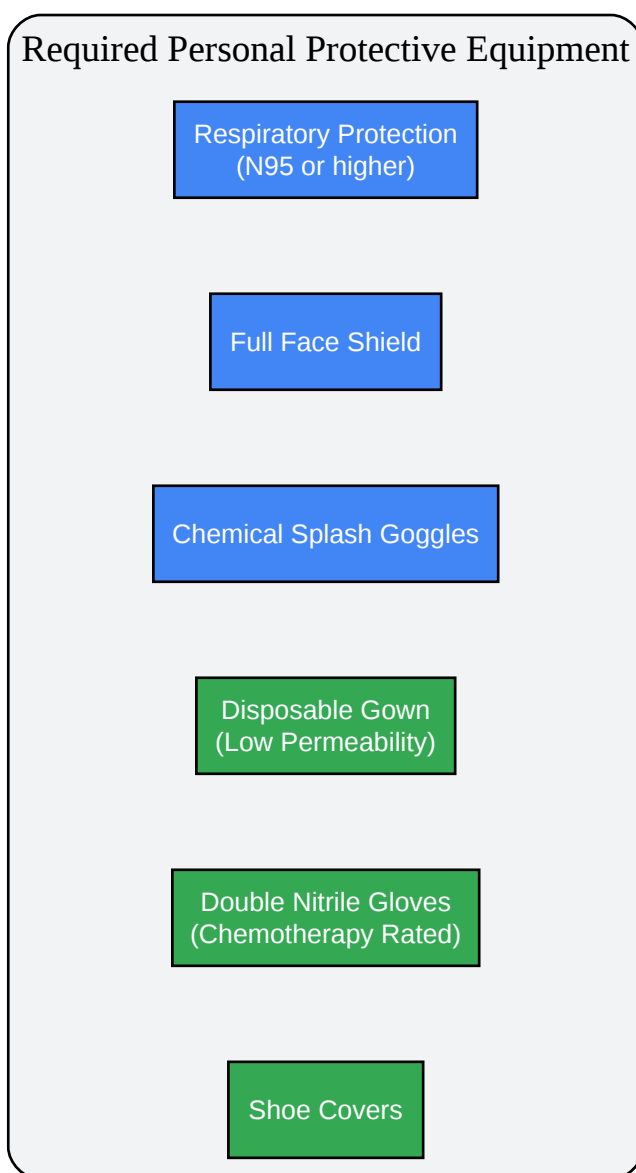 Required Personal Protective Equipment
Respiratory Protection
(N95 or higher)
Full Face Shield
Chemical Splash Goggles
Disposable Gown
(Low Permeability)
Double Nitrile Gloves
(Chemotherapy Rated)
Shoe Covers